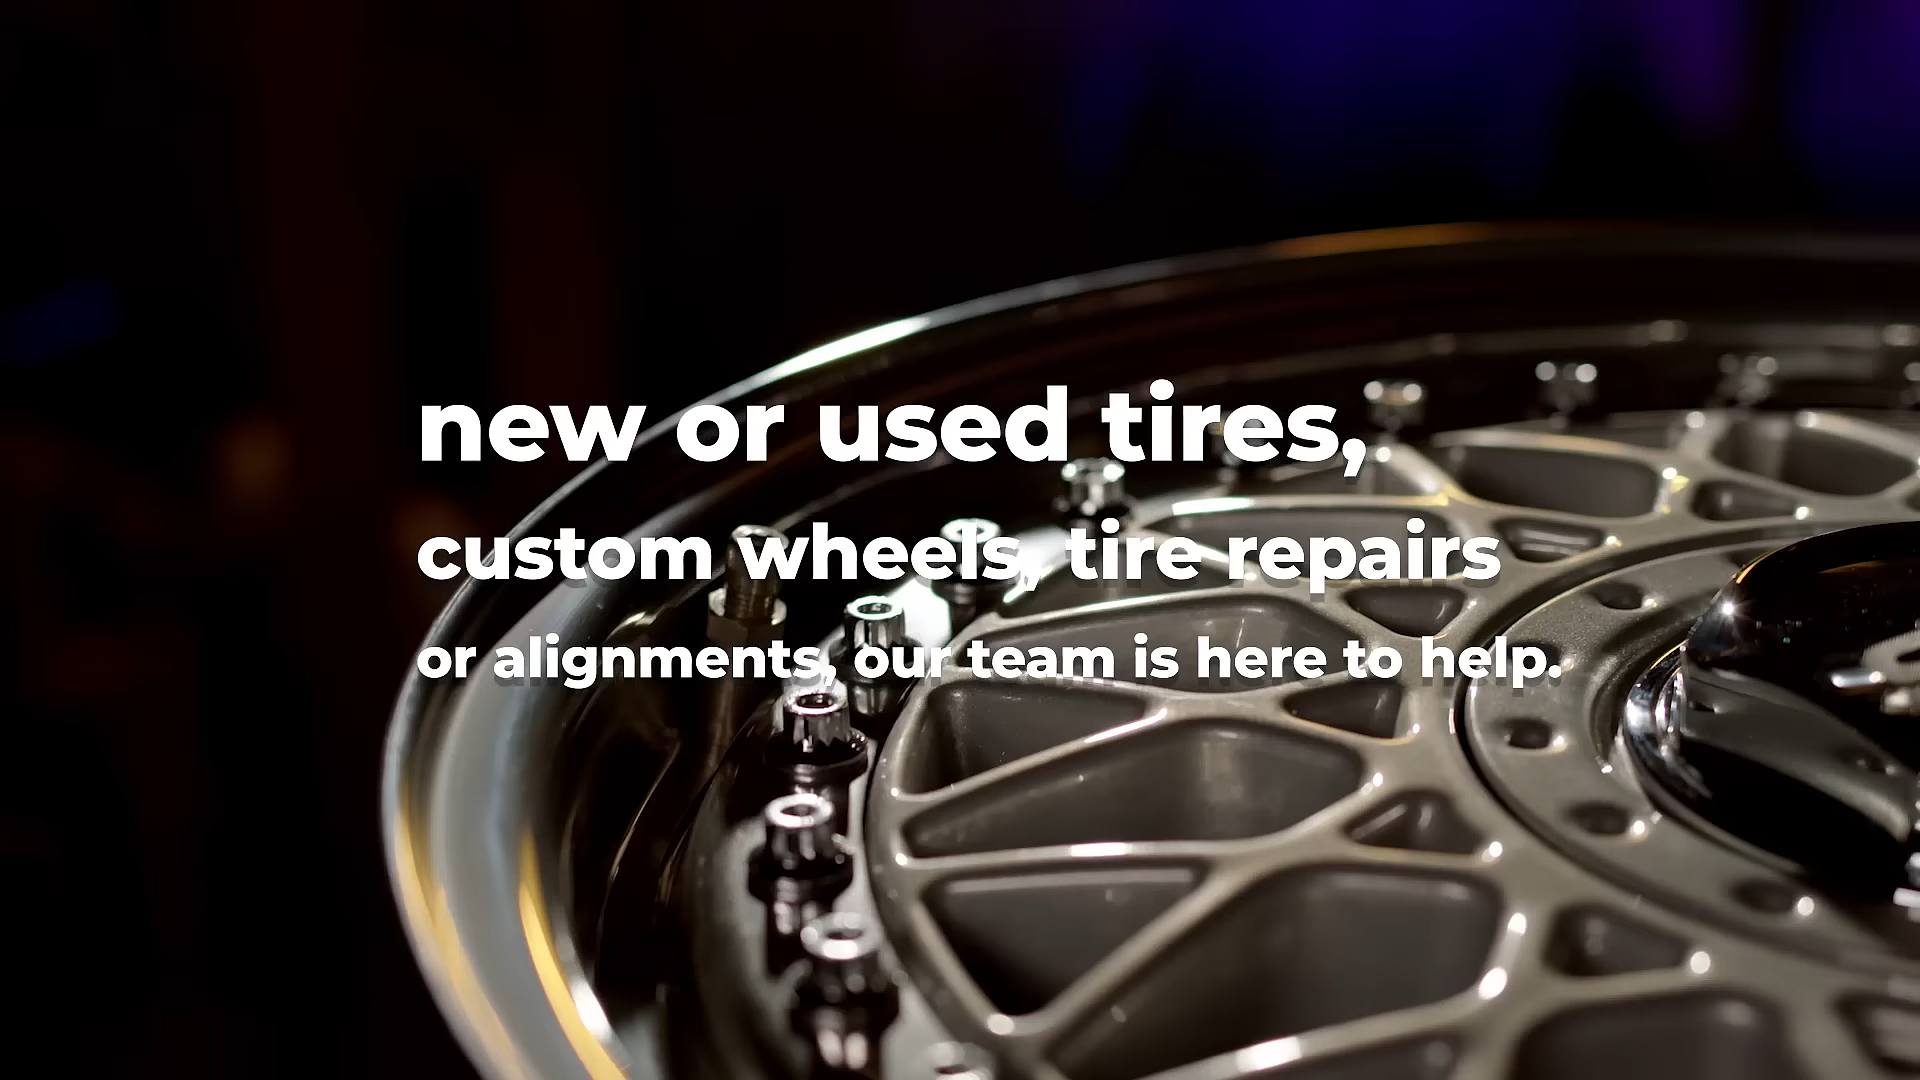 new or used tires,
custom wheels, tire repairs
or alignments, our team is here to help.